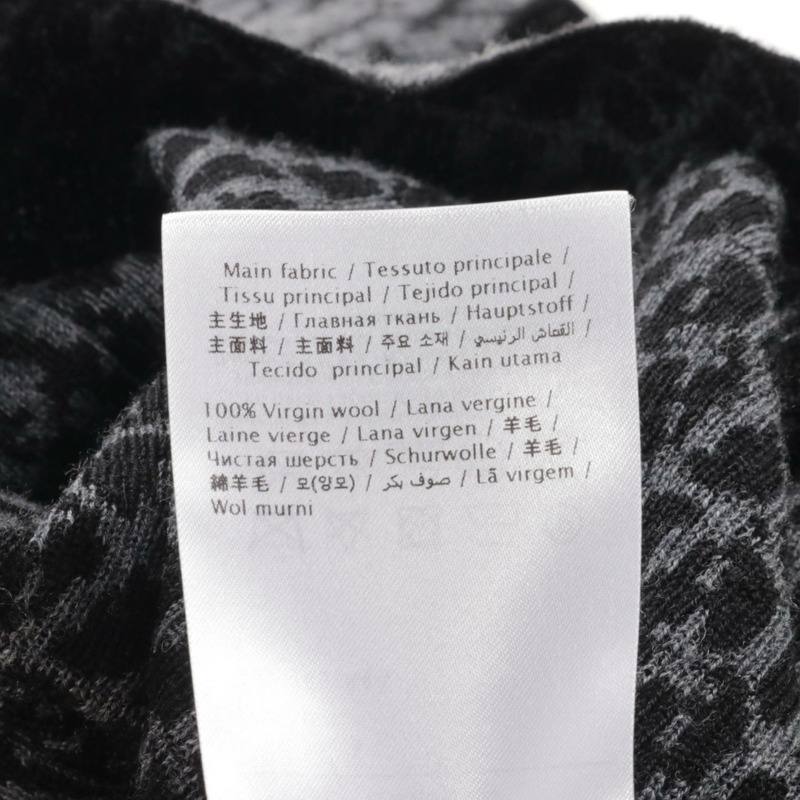 Main fabric / Tessuto principale /
Tissu principal / Tejido principal /
主生地 / Главная ткань / Hauptstoff /
主面料 / 主面料 / 주요 소재 / القماش الرئيسي /
Tecido principal / Kain utama
100% Virgin wool / Lana vergine /
Laine vierge / Lana virgen / 羊毛 /
Чистая шерсть / Schurwolle / 羊毛 /
綿羊毛 / 모(양모) / صوف بكر / Lã virgem /
Wol murni